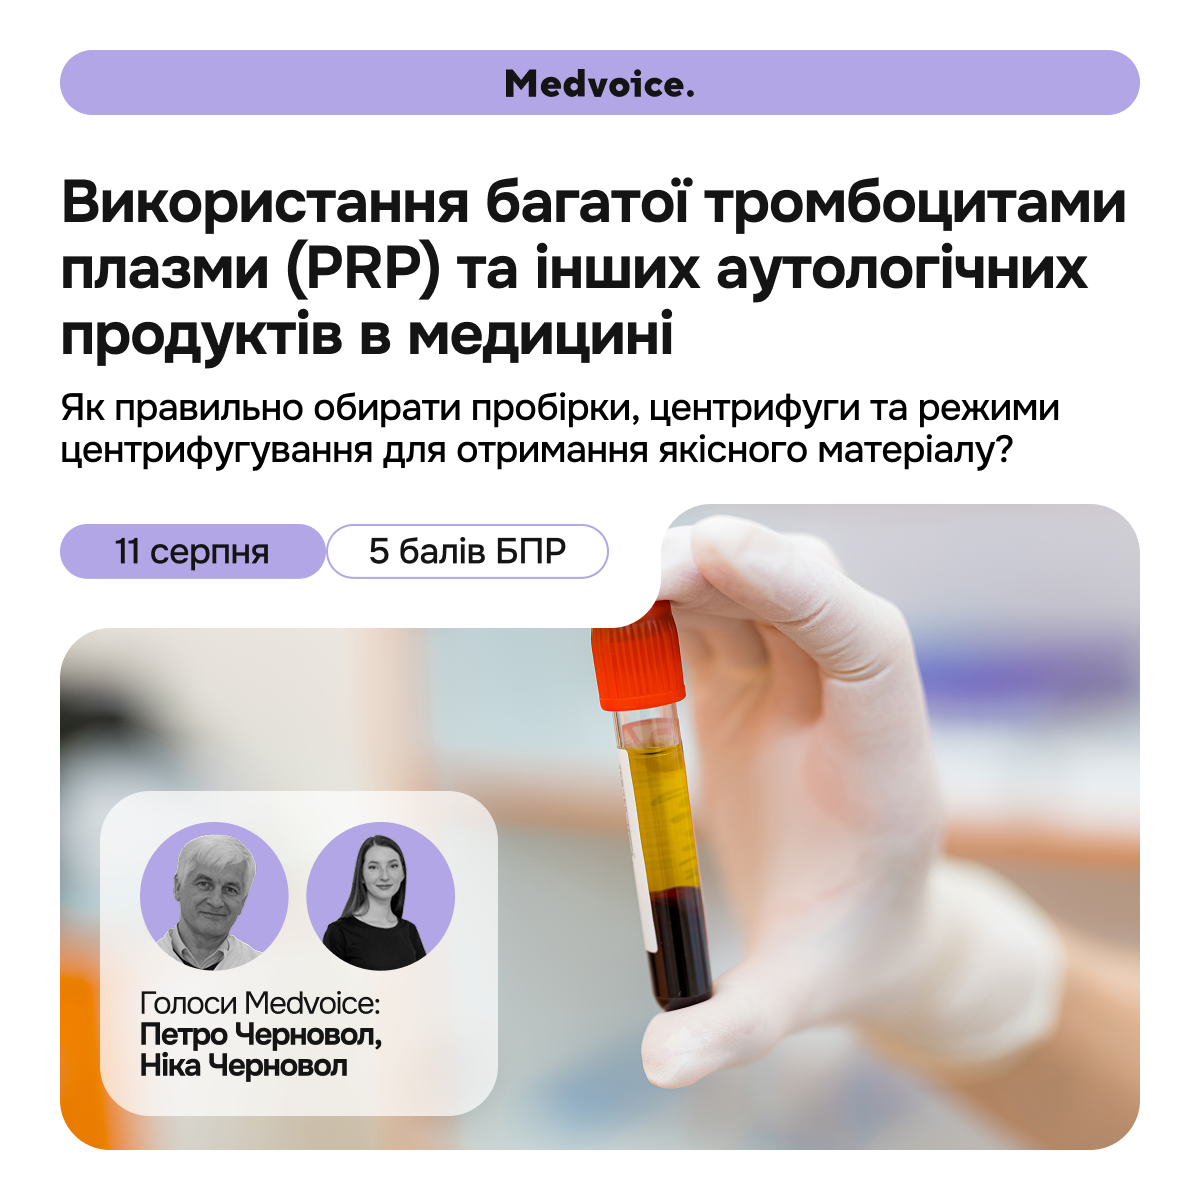 Medvoice.
Використання багатої тромбоцитами
плазми (PRP) та інших аутологічних
продуктів в медицині
Як правильно обирати пробірки, центрифуги та режими
центрифугування для отримання якісного матеріалу?
11 серпня
5 балів БПР
Голоси Medvoice:
Петро Черновол,
Ніка Черновол